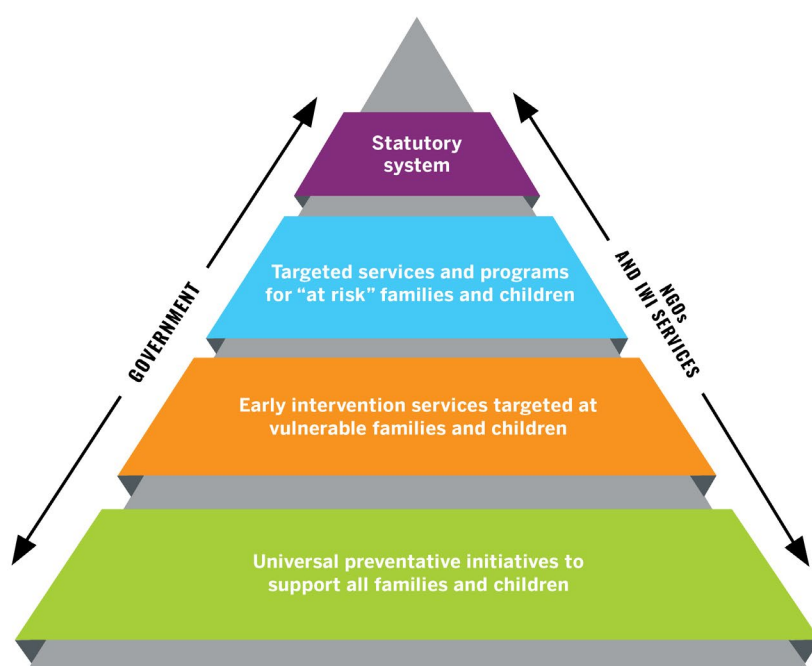 Statutory
system
Targeted services and programs
for “at risk” families and children
GOVERNMENT
NGOs
AND IWI SERVICES
Early intervention services targeted at
vulnerable families and children
Universal preventative initiatives to
support all families and children